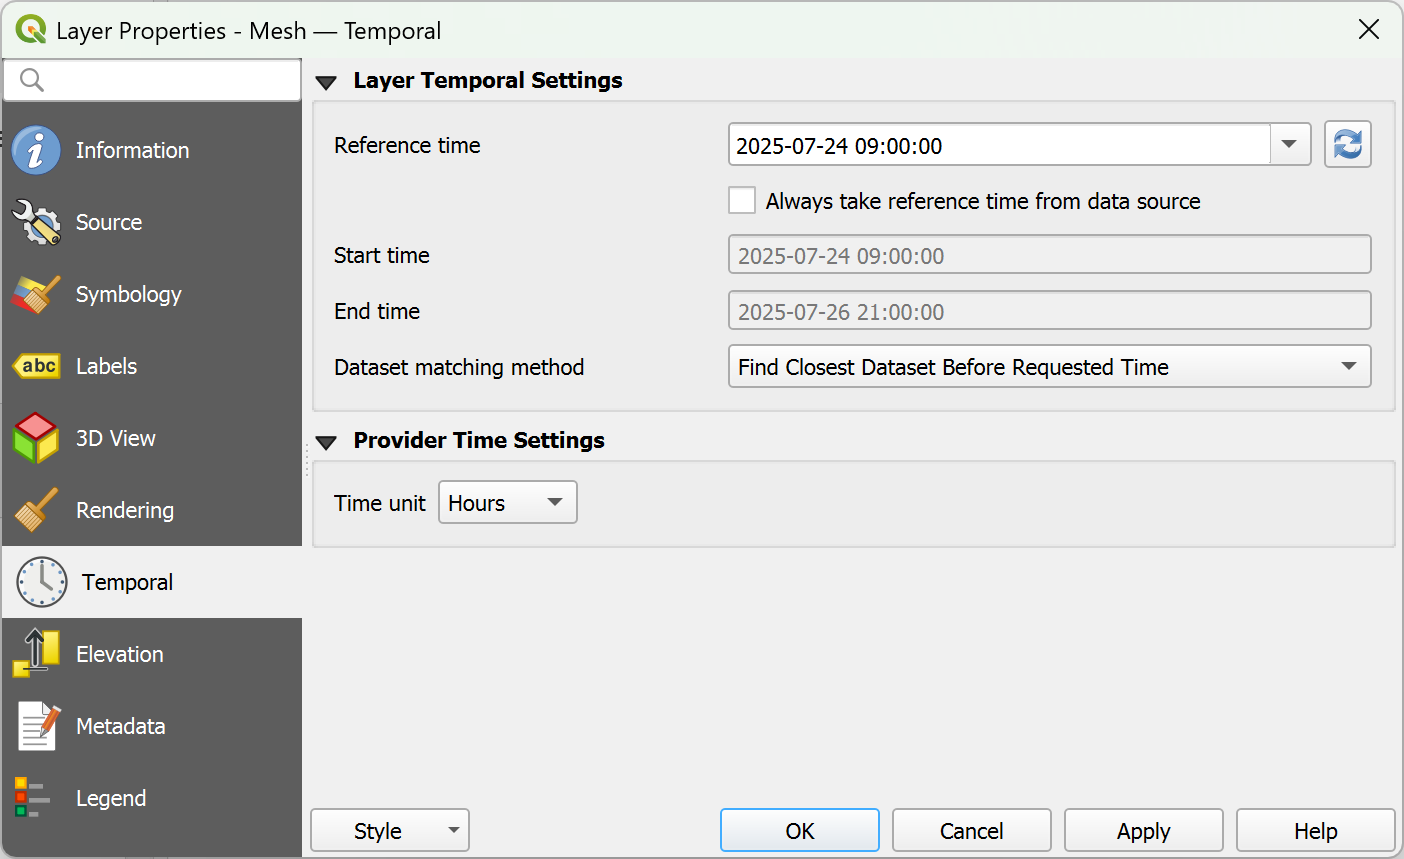 Layer Properties - Mesh — Temporal
Information
Source
Symbology
abc Labels
3D View
Rendering
Temporal
Elevation
Metadata
Legend
Layer Temporal Settings
Reference time 2025-07-24 09:00:00
Always take reference time from data source
Start time 2025-07-24 09:00:00
End time 2025-07-26 21:00:00
Dataset matching method Find Closest Dataset Before Requested Time
Provider Time Settings
Time unit Hours
Style OK Cancel Apply Help